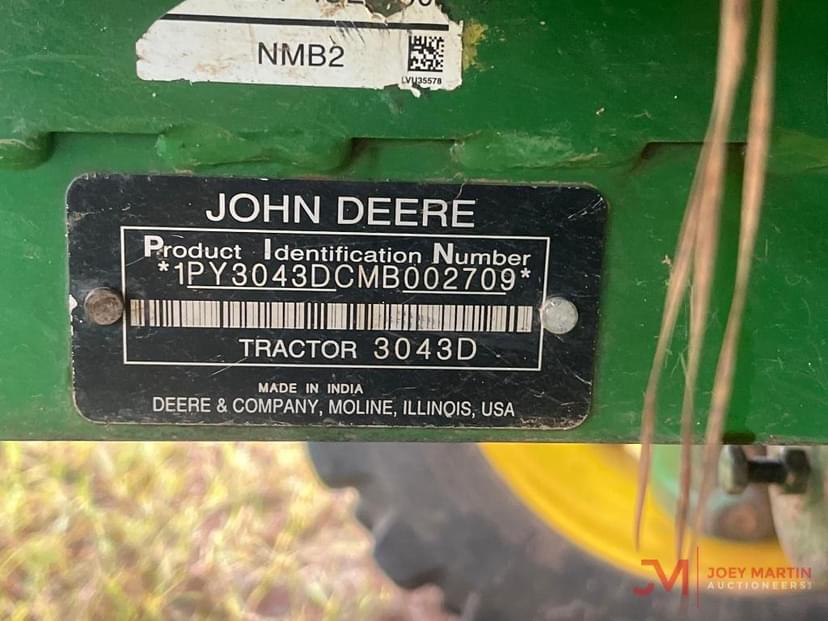 NMB2
LVU35578
JOHN DEERE
Product Identification Number
*1PY3043DCMB002709*
TRACTOR 3043D
MADE IN INDIA
DEERE & COMPANY, MOLINE, ILLINOIS, USA
JM JOEY MARTIN
AUCTIONEERS